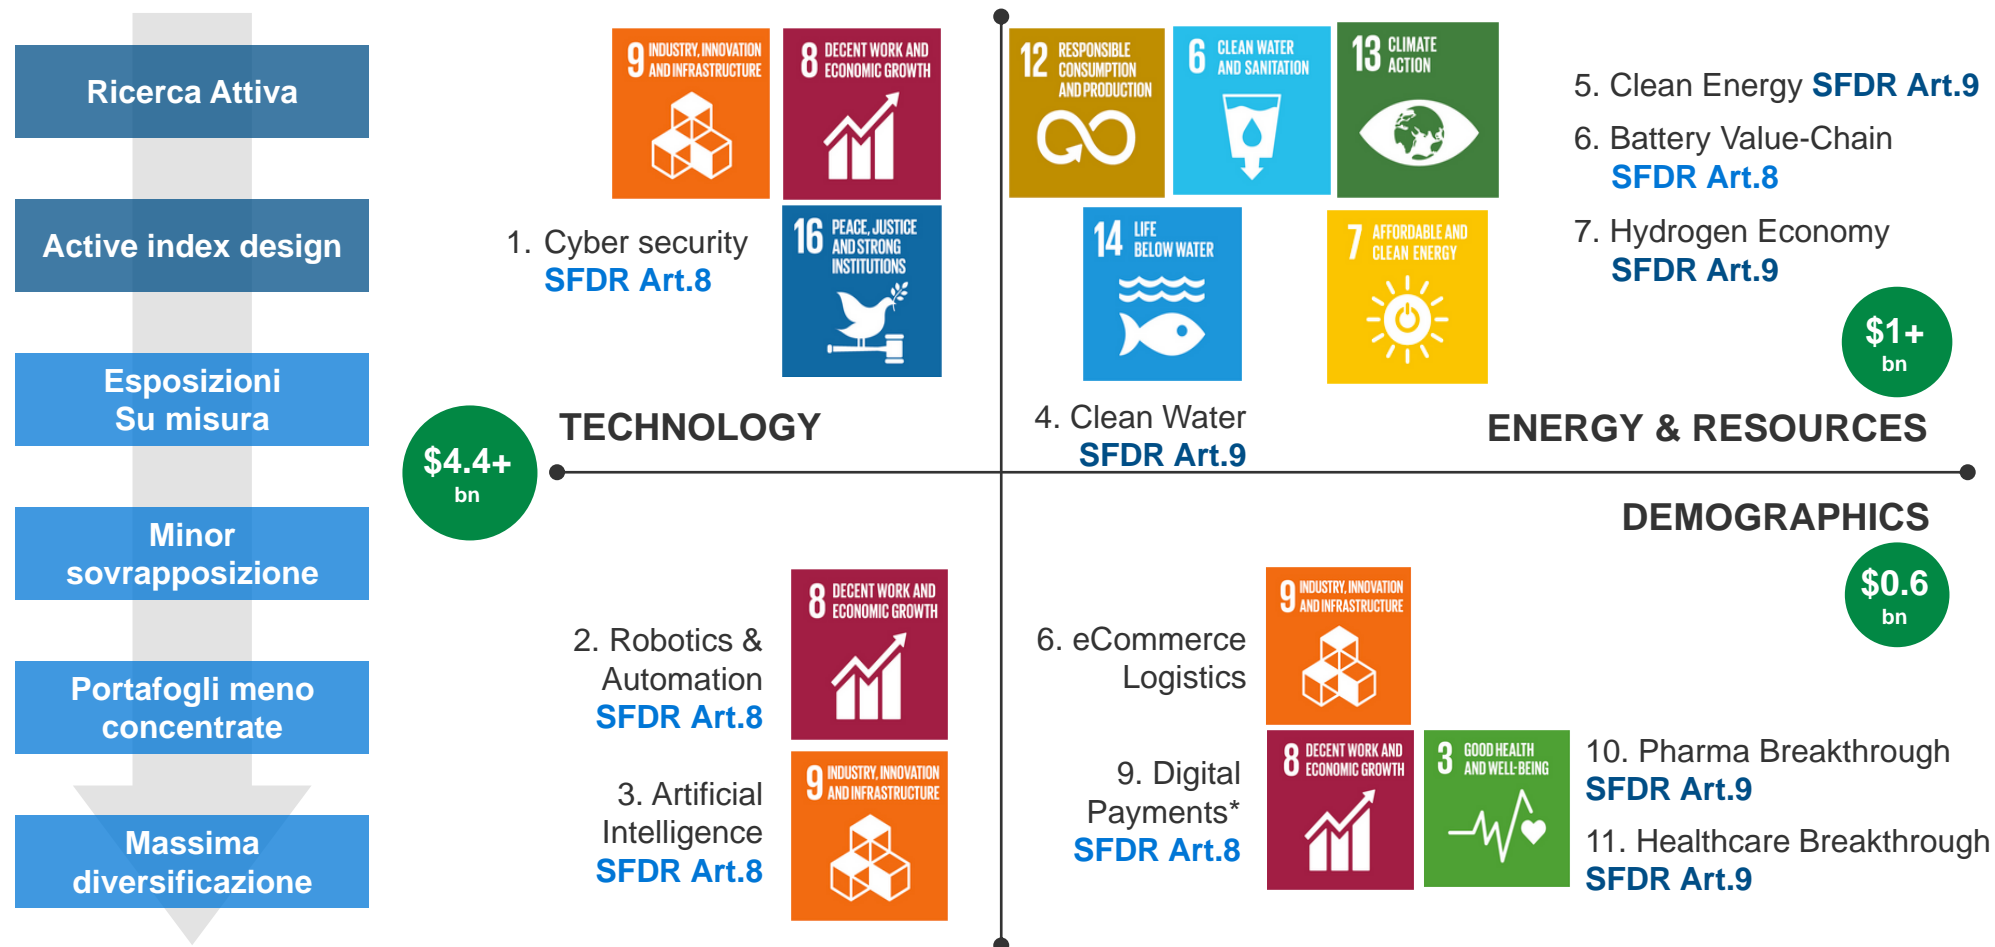 Ricerca Attiva
Active index design
Esposizioni
Su misura
Minor
sovrapposizione
Portafogli meno
concentrate
Massima
diversificazione
$4.4+
bn
9 INDUSTRY, INNOVATION
AND INFRASTRUCTURE
8 DECENT WORK AND
ECONOMIC GROWTH
1. Cyber security
SFDR Art.8
16 PEACE, JUSTICE
AND STRONG
INSTITUTIONS
TECHNOLOGY
12 RESPONSIBLE
CONSUMPTION
AND PRODUCTION
6 CLEAN WATER
AND SANITATION
13 CLIMATE
ACTION
14 LIFE
BELOW WATER
7 AFFORDABLE AND
CLEAN ENERGY
4. Clean Water
SFDR Art.9
5. Clean Energy SFDR Art.9
6. Battery Value-Chain
SFDR Art.8
7. Hydrogen Economy
SFDR Art.9
$1+
bn
ENERGY & RESOURCES
2. Robotics &
Automation
SFDR Art.8
8 DECENT WORK AND
ECONOMIC GROWTH
3. Artificial
Intelligence
SFDR Art.8
9 INDUSTRY, INNOVATION
AND INFRASTRUCTURE
DEMOGRAPHICS
$0.6
bn
6. eCommerce
Logistics
9 INDUSTRY, INNOVATION
AND INFRASTRUCTURE
9. Digital
Payments*
SFDR Art.8
8 DECENT WORK AND
ECONOMIC GROWTH
3 GOOD HEALTH
AND WELL-BEING
10. Pharma Breakthrough
SFDR Art.9
11. Healthcare Breakthrough
SFDR Art.9